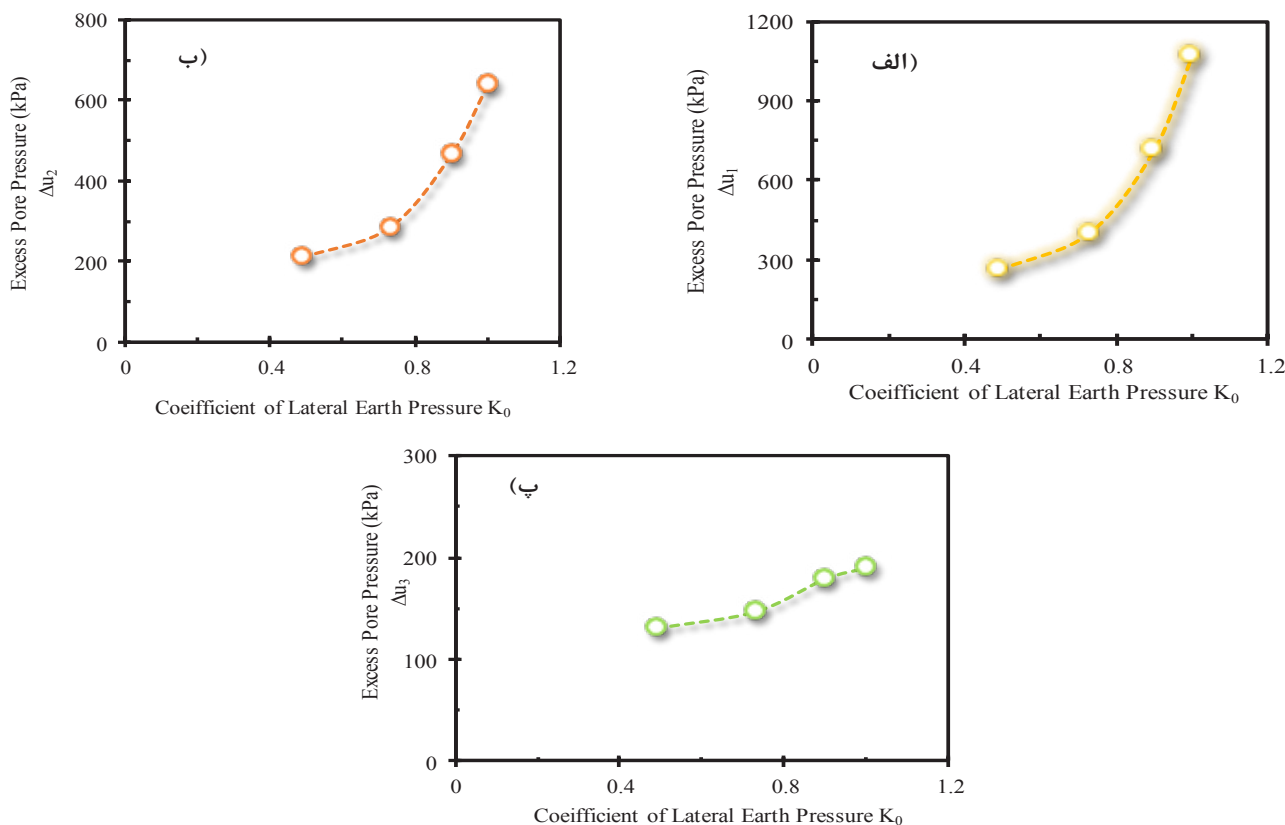 الف)
Excess Pore Pressure (kPa)
Δu1
1200
900
600
300
0
0
0.4
0.8
1.2
Coeifficient of Lateral Earth Pressure K0
ب)
Excess Pore Pressure (kPa)
Δu2
800
600
400
200
0
0
0.4
0.8
1.2
Coeifficient of Lateral Earth Pressure K0
پ)
Excess Pore Pressure (kPa)
Δu3
300
200
100
0
0
0.4
0.8
1.2
Coeifficient of Lateral Earth Pressure K0